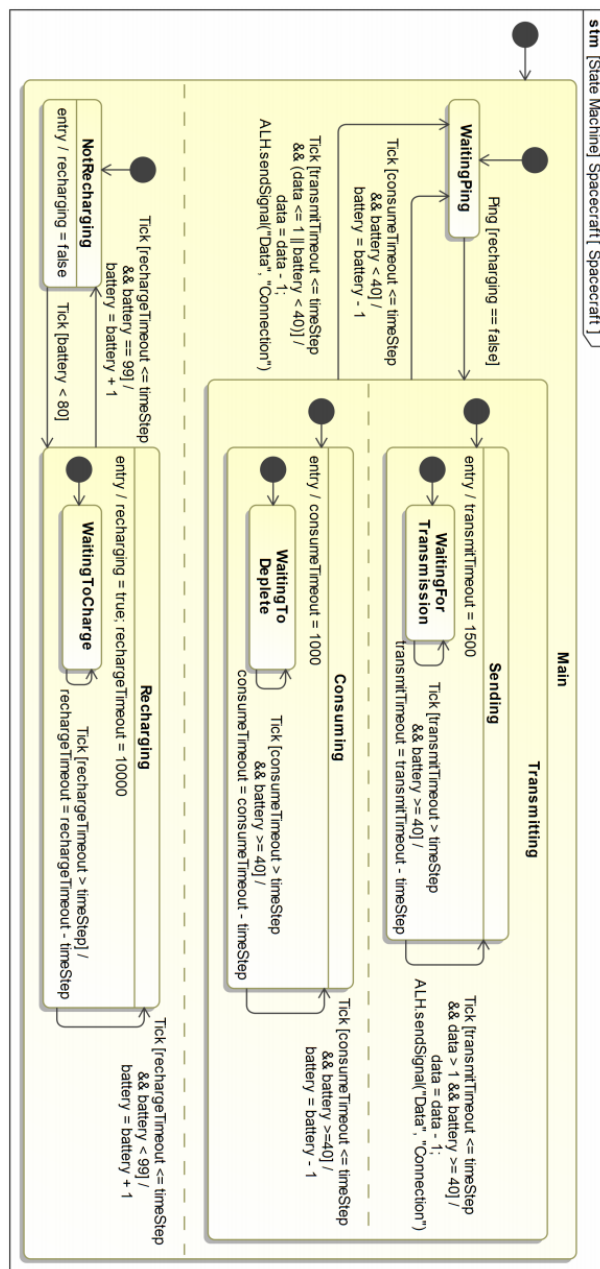 stm [State Machine] Spacecraft [ Spacecraft ]
Main
WaitingPing
Ping [recharging == false]
Tick [consumeTimeout <= timeStep
&& battery < 40] /
battery = battery - 1
Tick [transmitTimeout <= timeStep
&& (data <= 1 || battery < 40)] /
data = data - 1;
ALH.sendSignal("Data", "Connection")
Transmitting
Sending
entry / transmitTimeout = 1500
WaitingFor
Transmission
Tick [transmitTimeout > timeStep
&& battery >= 40] /
transmitTimeout = transmitTimeout - timeStep
Tick [transmitTimeout <= timeStep
&& data > 1 && battery >= 40] /
data = data - 1;
ALH.sendSignal("Data", "Connection")
Consuming
entry / consumeTimeout = 1000
WaitingTo
Deplete
Tick [consumeTimeout > timeStep
&& battery >= 40] /
consumeTimeout = consumeTimeout - timeStep
Tick [consumeTimeout <= timeStep
&& battery >=40] /
battery = battery - 1
NotRecharging
entry / recharging = false
Tick [rechargeTimeout <= timeStep
&& battery == 99] /
battery = battery + 1
Tick [battery < 80]
Recharging
entry / recharging = true; rechargeTimeout = 10000
WaitingToCharge
Tick [rechargeTimeout > timeStep] /
rechargeTimeout = rechargeTimeout - timeStep
Tick [rechargeTimeout <= timeStep
&& battery < 99] /
battery = battery + 1